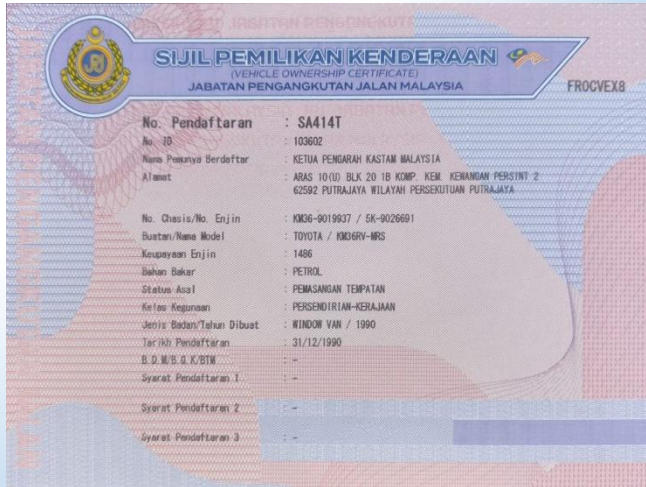 SIJIL PEMILIKAN KENDERAAN
(VEHICLE OWNERSHIP CERTIFICATE)
JABATAN PENGANGKUTAN JALAN MALAYSIA
FROCVEX8
No. Pendaftaran : SA414T
No. ID : 103602
Nama Pemunya Berdaftar : KETUA PENGARAH KASTAM MALAYSIA
Alamat : ARAS 10(U) BLK 20 1B KOMP. KEM. KEWANGAN PERSINT 2
62592 PUTRAJAYA WILAYAH PERSEKUTUAN PUTRAJAYA
No. Chasis/No. Enjin : KM36-9019937 / 5K-9026691
Buatan/Nama Model : TOYOTA / KM36RV-MRS
Keupayaan Enjin : 1486
Bahan Bakar : PETROL
Status Asal : PEMASANGAN TEMPATAN
Kelas Kegunaan : PERSENDIRIAN-KERAJAAN
Jenis Badan/Tahun Dibuat : WINDOW VAN / 1990
Tarikh Pendaftaran : 31/12/1990
B.D.M/B.G.K/BTM : -
Syarat Pendaftaran 1 : -
Syarat Pendaftaran 2 : -
Syarat Pendaftaran 3 : -